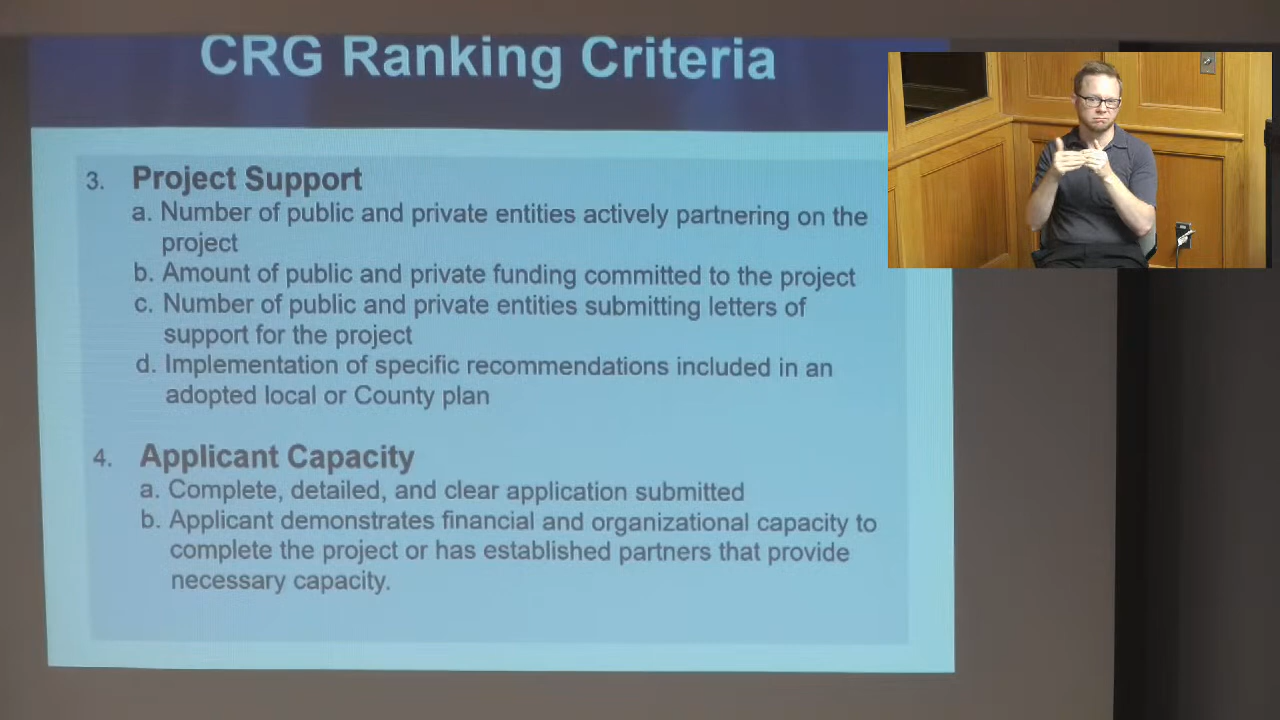 CRG Ranking Criteria
3. Project Support
a. Number of public and private entities actively partnering on the
project
b. Amount of public and private funding committed to the project
c. Number of public and private entities submitting letters of
support for the project
d. Implementation of specific recommendations included in an
adopted local or County plan
4. Applicant Capacity
a. Complete, detailed, and clear application submitted
b. Applicant demonstrates financial and organizational capacity to
complete the project or has established partners that provide
necessary capacity.